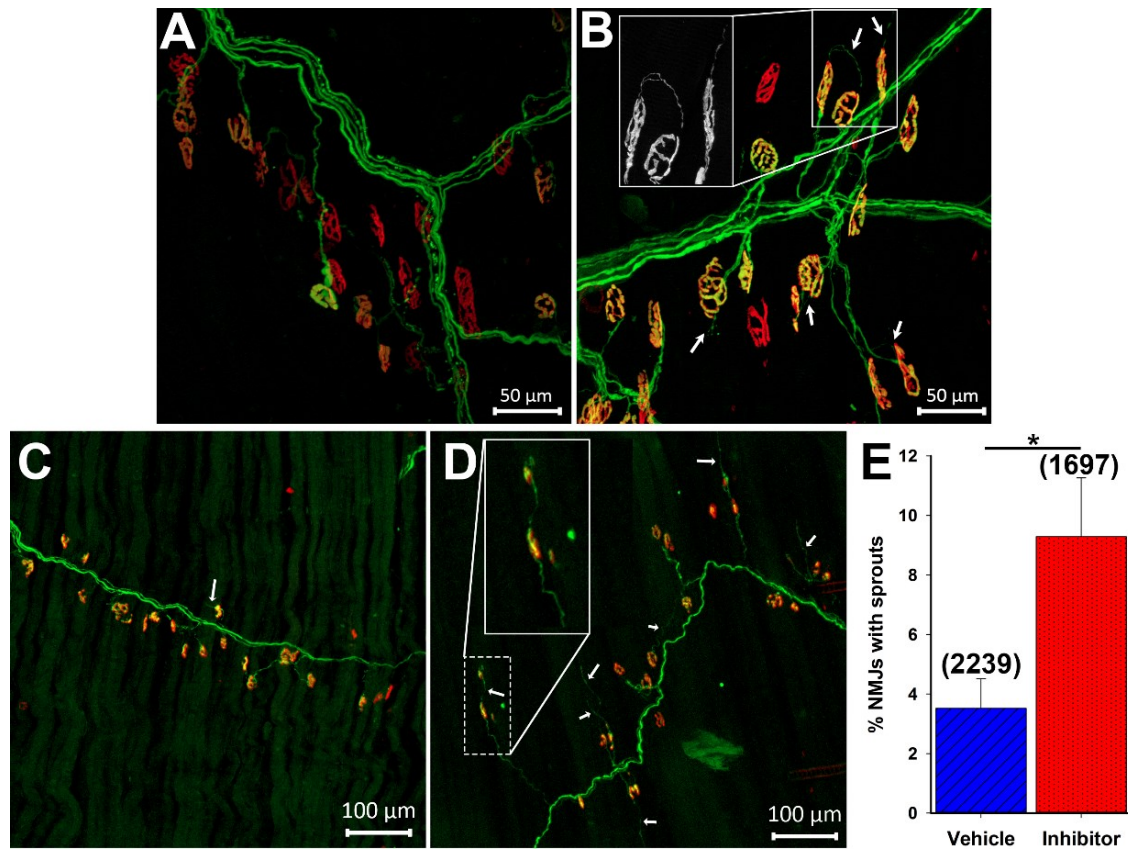 A
B
50 µm
50 µm
C
D
100 µm
100 µm
E
*
(1697)
(2239)
% NMJs with sprouts
12
10
8
6
4
2
0
Vehicle
Inhibitor